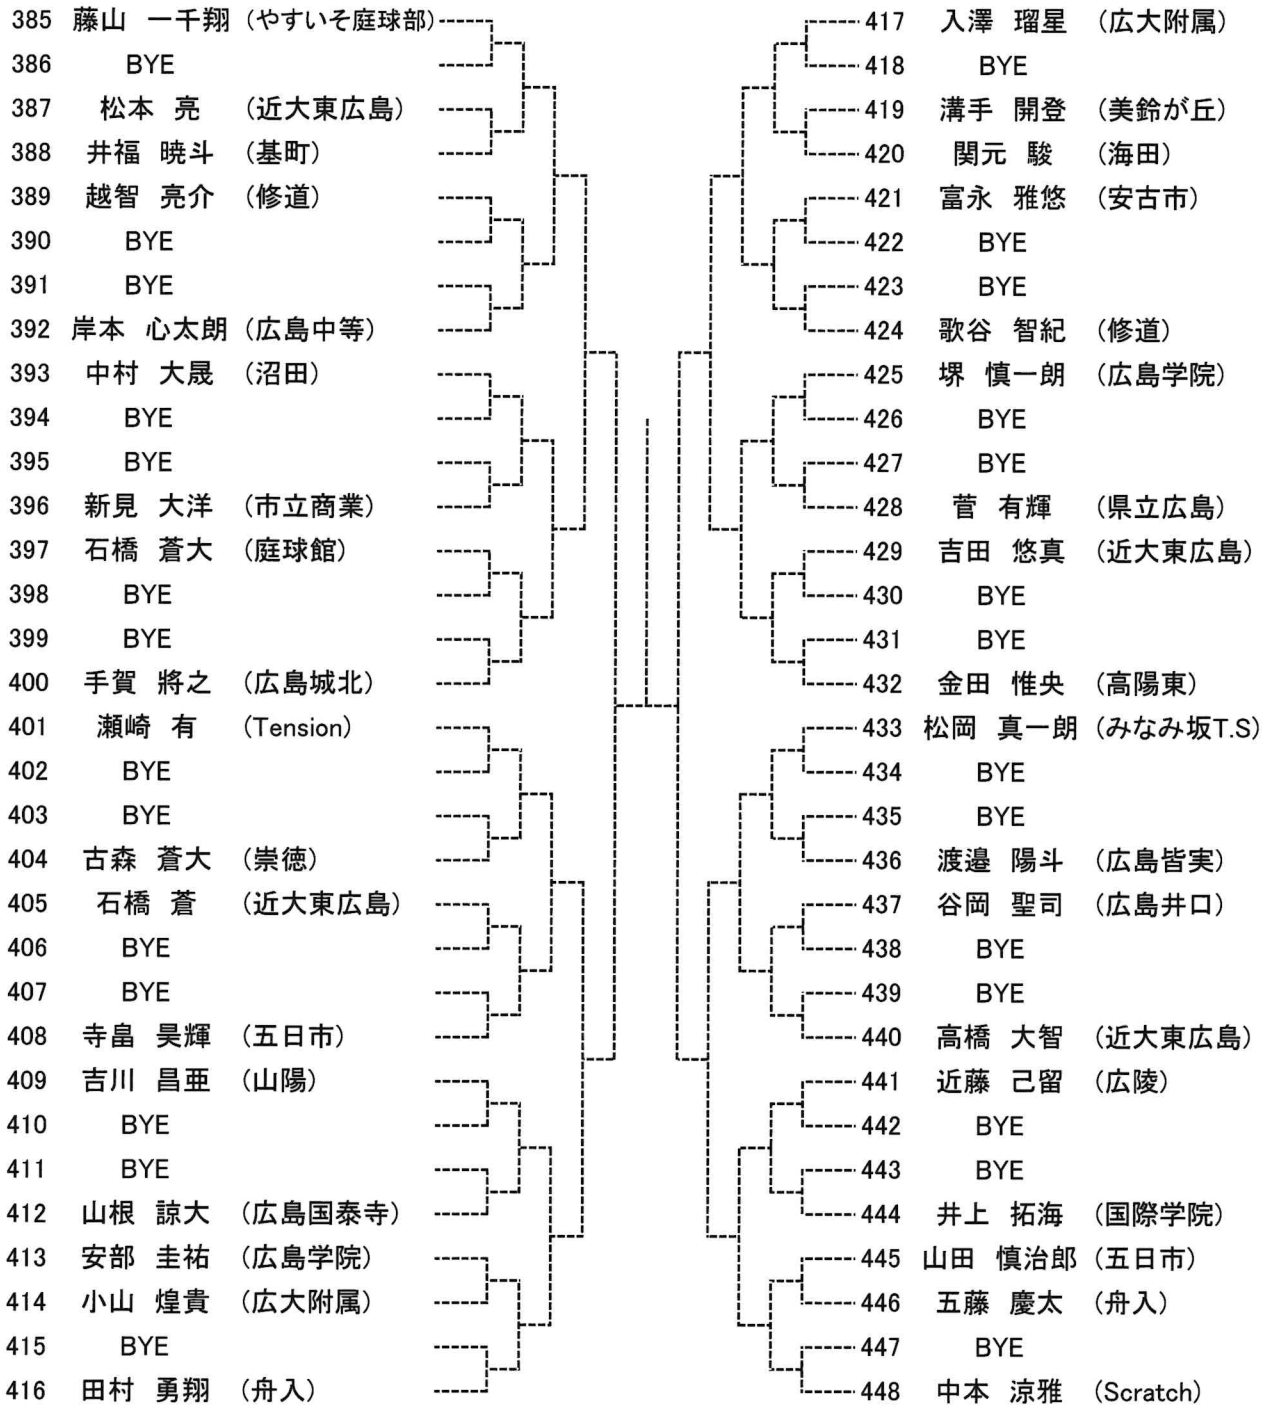 385 藤山 一千翔 (やすいそ庭球部)
386 BYE
387 松本 亮 (近大東広島)
388 井福 暁斗 (基町)
389 越智 亮介 (修道)
390 BYE
391 BYE
392 岸本 心太朗 (広島中等)
393 中村 大晟 (沼田)
394 BYE
395 BYE
396 新見 大洋 (市立商業)
397 石橋 蒼大 (庭球館)
398 BYE
399 BYE
400 手賀 將之 (広島城北)
401 瀬崎 有 (Tension)
402 BYE
403 BYE
404 古森 蒼大 (崇徳)
405 石橋 蒼 (近大東広島)
406 BYE
407 BYE
408 寺畠 昊輝 (五日市)
409 吉川 昌亜 (山陽)
410 BYE
411 BYE
412 山根 諒大 (広島国泰寺)
413 安部 圭祐 (広島学院)
414 小山 煌貴 (広大附属)
415 BYE
416 田村 勇翔 (舟入)
417 入澤 瑠星 (広大附属)
418 BYE
419 溝手 開登 (美鈴が丘)
420 関元 駿 (海田)
421 富永 雅悠 (安古市)
422 BYE
423 BYE
424 歌谷 智紀 (修道)
425 堺 慎一朗 (広島学院)
426 BYE
427 BYE
428 菅 有輝 (県立広島)
429 吉田 悠真 (近大東広島)
430 BYE
431 BYE
432 金田 惟央 (高陽東)
433 松岡 真一朗 (みなみ坂T.S)
434 BYE
435 BYE
436 渡邉 陽斗 (広島皆実)
437 谷岡 聖司 (広島井口)
438 BYE
439 BYE
440 高橋 大智 (近大東広島)
441 近藤 己留 (広陵)
442 BYE
443 BYE
444 井上 拓海 (国際学院)
445 山田 慎治郎 (五日市)
446 五藤 慶太 (舟入)
447 BYE
448 中本 涼雅 (Scratch)